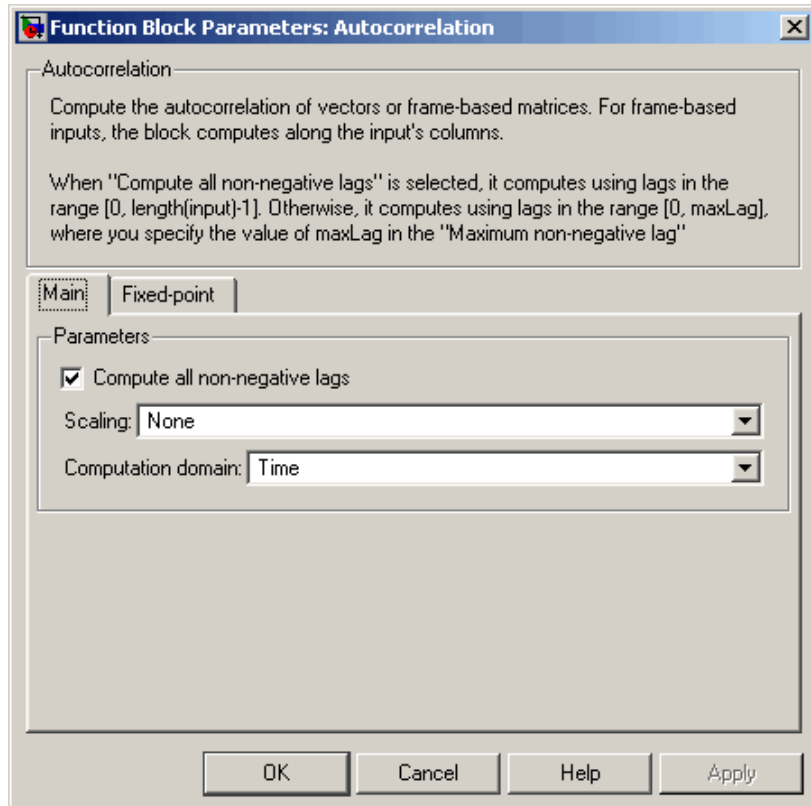 Function Block Parameters: Autocorrelation
Autocorrelation
Compute the autocorrelation of vectors or frame-based matrices. For frame-based
inputs, the block computes along the input's columns.
When "Compute all non-negative lags" is selected, it computes using lags in the
range [0, length(input)-1]. Otherwise, it computes using lags in the range [0, maxLag],
where you specify the value of maxLag in the "Maximum non-negative lag"
Main Fixed-point
Parameters
Compute all non-negative lags
Scaling: None
Computation domain: Time
OK Cancel Help Apply